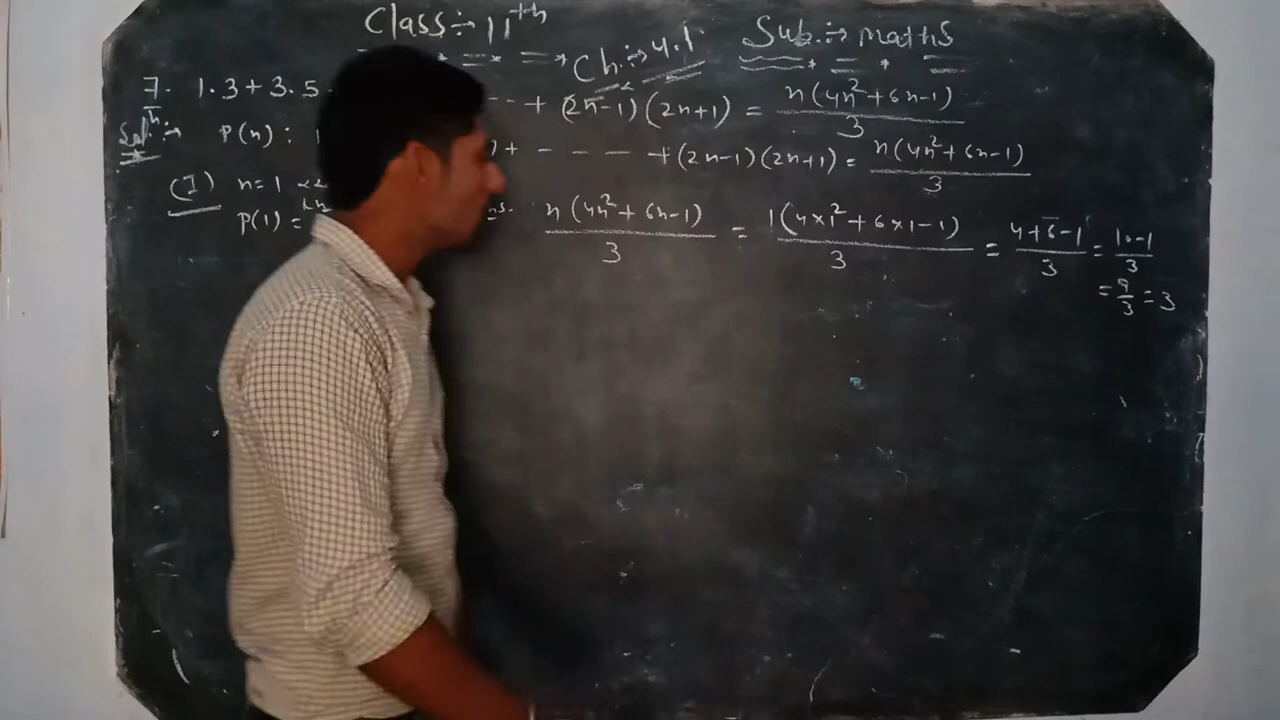 Class:- 11th
Sub.:- maths
Ch:- 4.1
7. 1.3 + 3.5 -- + (2n-1)(2n+1) = n(4n²+6n-1)/3
Solⁿ:- P(n): 1 + - - - - +(2n-1)(2n+1) = n(4n²+6n-1)/3
(I) n=1
P(1) = n(4n²+6n-1)/3 = 1(4×1²+6×1-1)/3 = 4+6-1/3 = 10-1/3
= 9/3 = 3